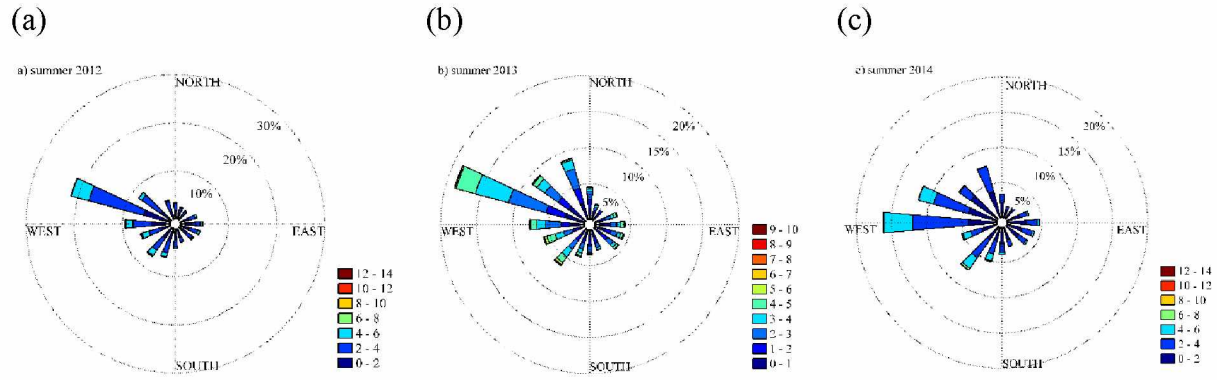 (a)
(b)
(c)
a) summer 2012
NORTH
30%
20%
10%
WEST
EAST
SOUTH
12 - 14
10 - 12
8 - 10
6 - 8
4 - 6
2 - 4
0 - 2
b) summer 2013
NORTH
20%
15%
10%
5%
WEST
EAST
SOUTH
9 - 10
8 - 9
7 - 8
6 - 7
5 - 6
4 - 5
3 - 4
2 - 3
1 - 2
0 - 1
c) summer 2014
NORTH
20%
15%
10%
5%
WEST
EAST
SOUTH
12 - 14
10 - 12
8 - 10
6 - 8
4 - 6
2 - 4
0 - 2